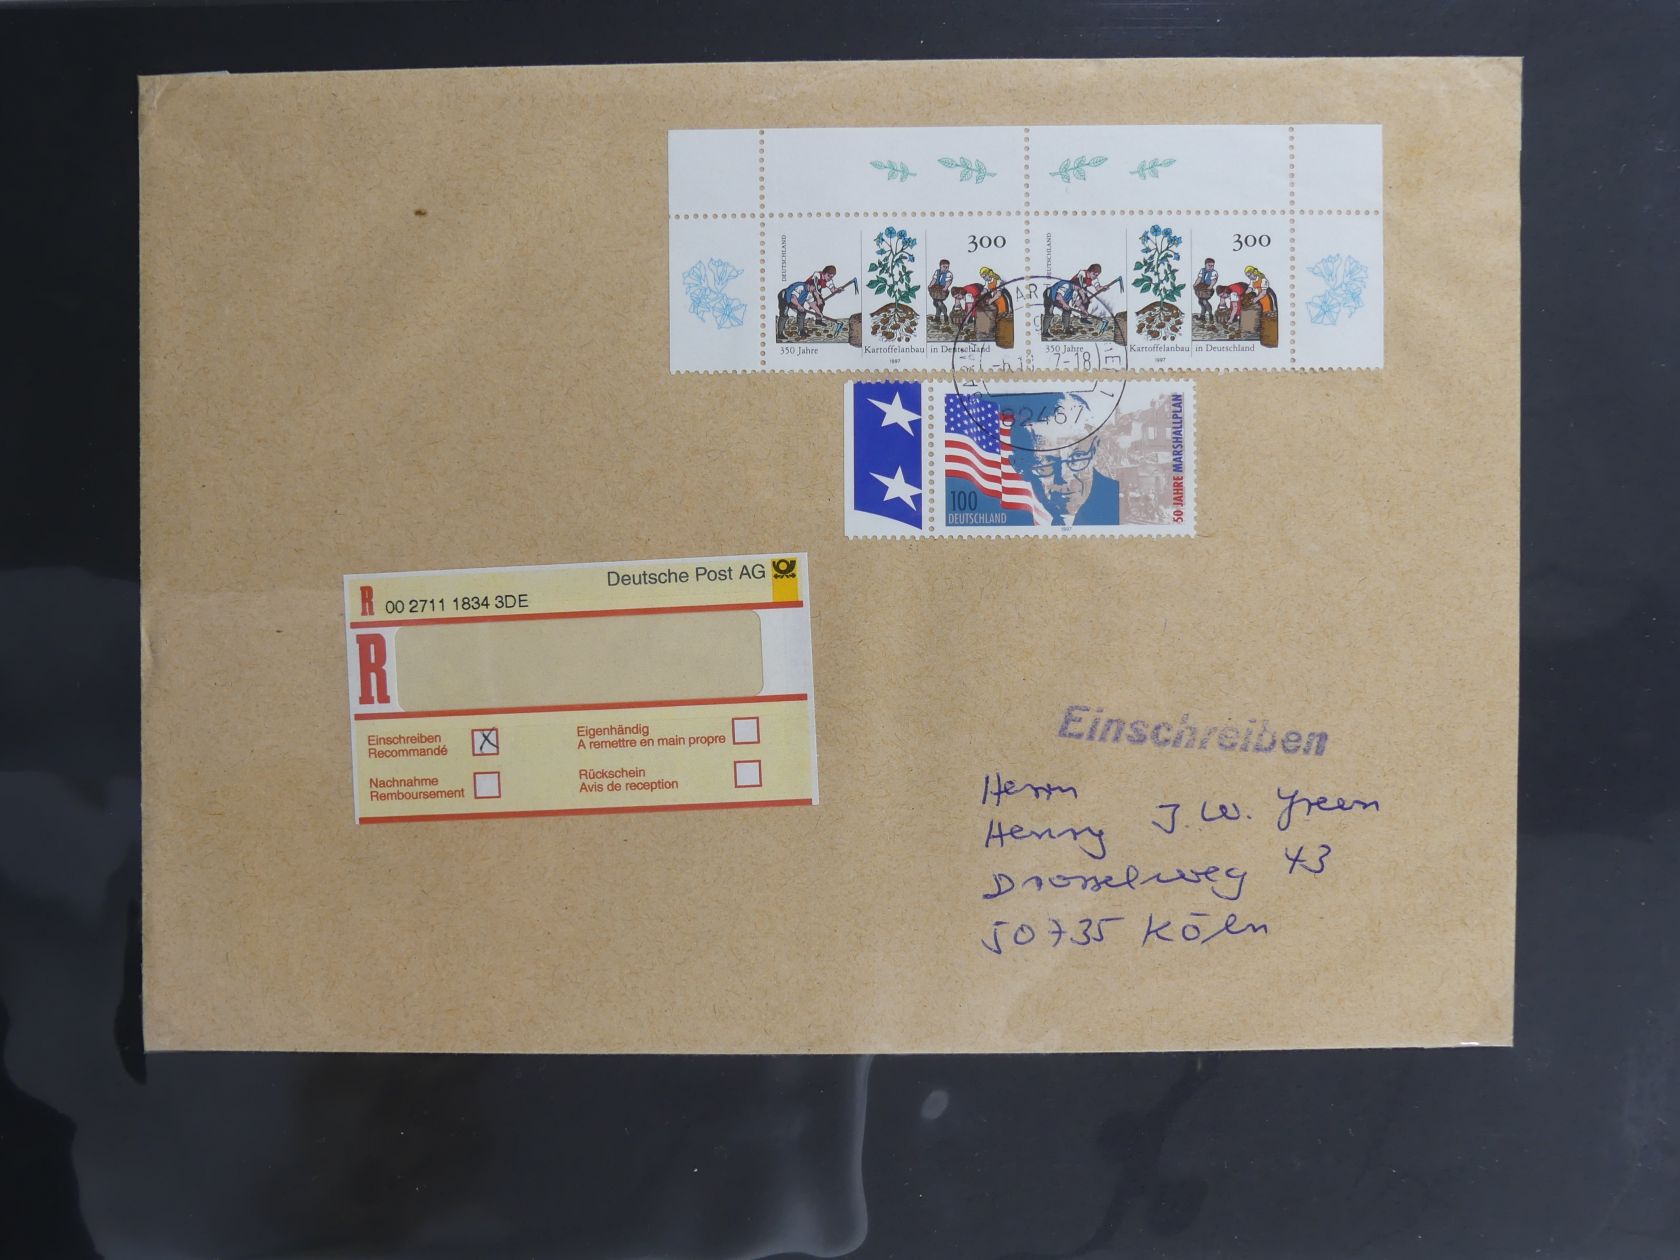 DEUTSCHLAND
300
350 Jahre Kartoffelanbau in Deutschland
1997
DEUTSCHLAND
300
350 Jahre Kartoffelanbau in Deutschland
1997
82467
100
DEUTSCHLAND
1997
50 JAHRE MARSHALLPLAN
Deutsche Post AG
R 00 2711 1834 3DE
R
Einschreiben
Recommandé
X
Eigenhändig
A remettre en main propre
Nachnahme
Remboursement
Rückschein
Avis de reception
Einschreiben
Herrn
Henry J. W. Green
Drosselweg 43
50735 Köln